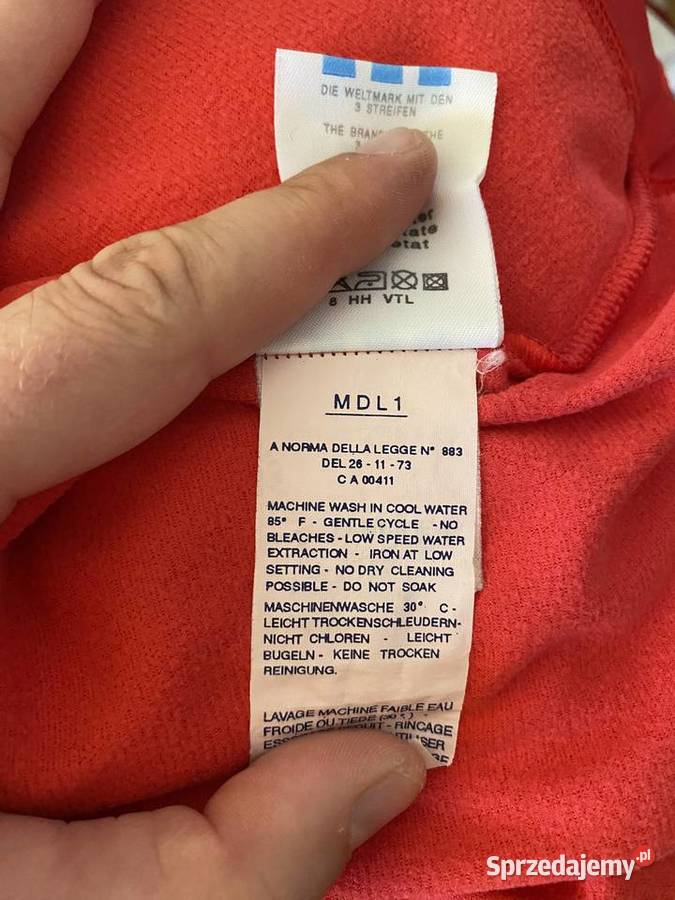 DIE WELTMARK MIT DEN
3 STREIFEN
THE
3
8 HH VTL
MDL1
A NORMA DELLA LEGGE N° 883
DEL 26 - 11 - 73
C A 00411
MACHINE WASH IN COOL WATER
85° F - GENTLE CYCLE - NO
BLEACHES - LOW SPEED WATER
EXTRACTION - IRON AT LOW
SETTING - NO DRY CLEANING
POSSIBLE - DO NOT SOAK
MASCHINENWASCHE 30° C -
LEICHT TROCKENSCHLEUDERN-
NICHT CHLOREN - LEICHT
BUGELN - KEINE TROCKEN
REINIGUNG.
LAVAGE MACHINE FAIBLE EAU
FROIDE OU TIEDE (30°) -
RINCAGE
Sprzedajemy.pl